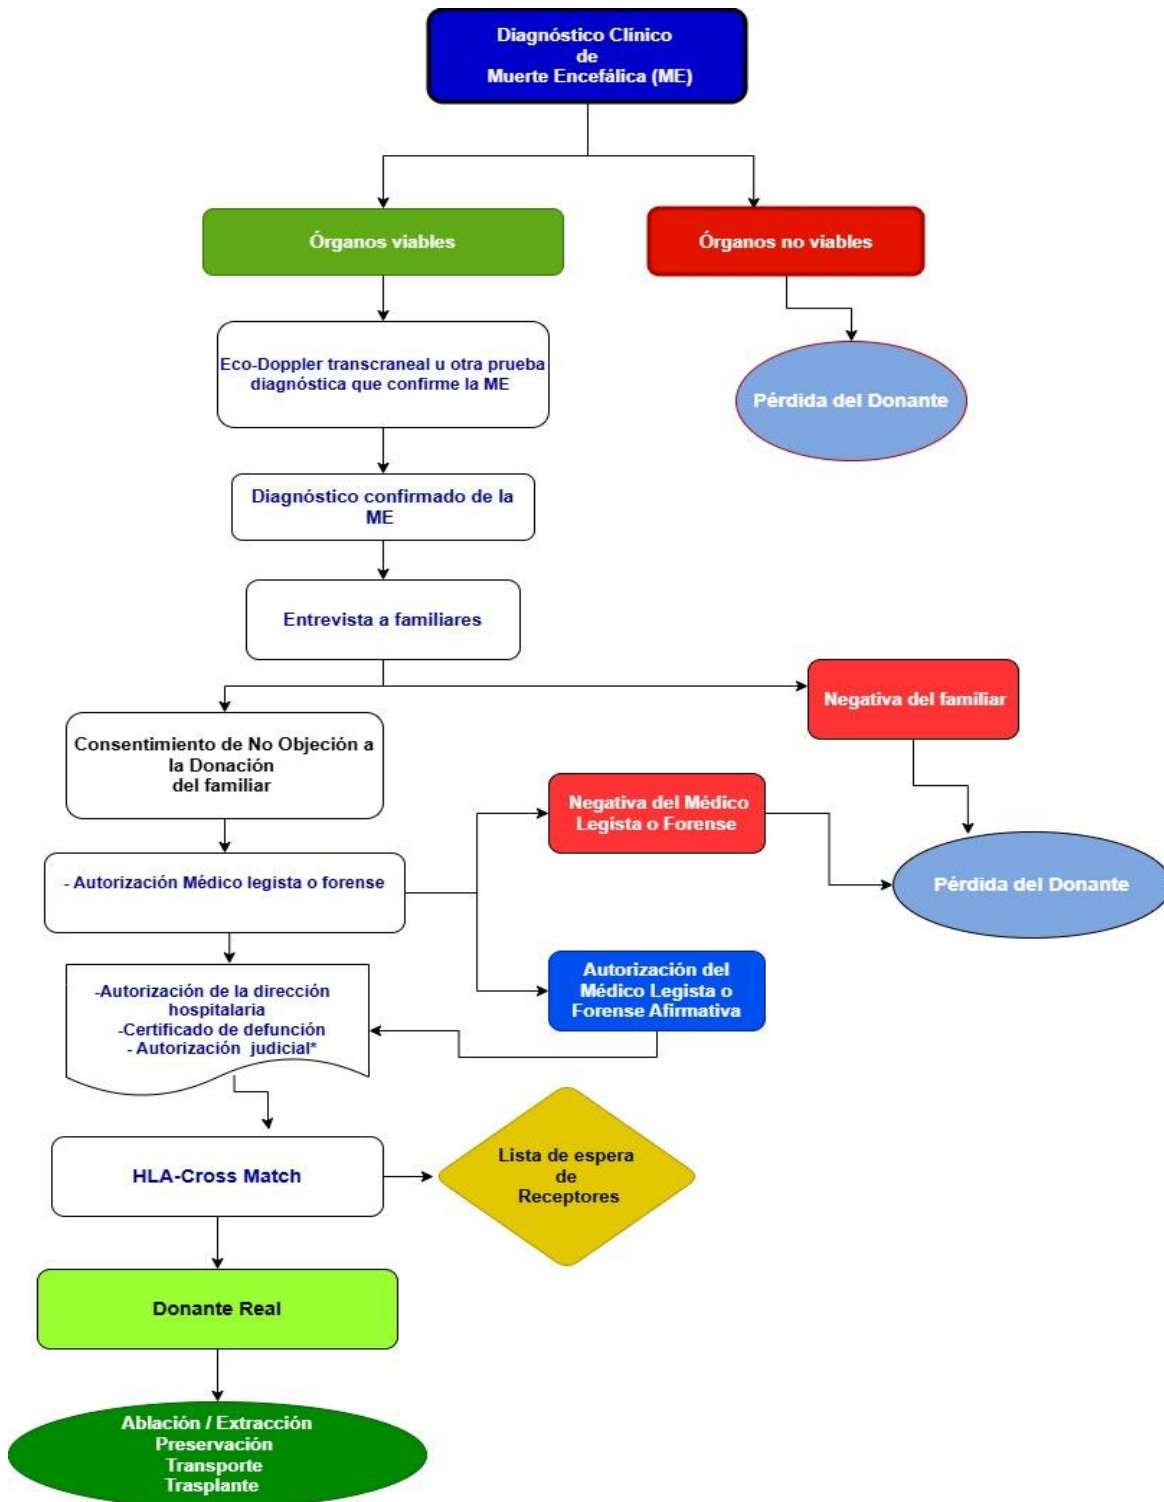 Diagnóstico Clínico
de
Muerte Encefálica (ME)
Órganos viables
Órganos no viables
Eco-Doppler transcraneal u otra prueba
diagnóstica que confirme la ME
Pérdida del Donante
Diagnóstico confirmado de la
ME
Entrevista a familiares
Negativa del familiar
Consentimiento de No Objeción a
la Donación
del familiar
Negativa del Médico
Legista o Forense
- Autorización Médico legista o forense
Pérdida del Donante
Autorización del
Médico Legista o
Forense Afirmativa
-Autorización de la dirección
hospitalaria
-Certificado de defunción
- Autorización  judicial*
HLA-Cross Match
Lista de espera
de
Receptores
Donante Real
Ablación / Extracción
Preservación
Transporte
Trasplante